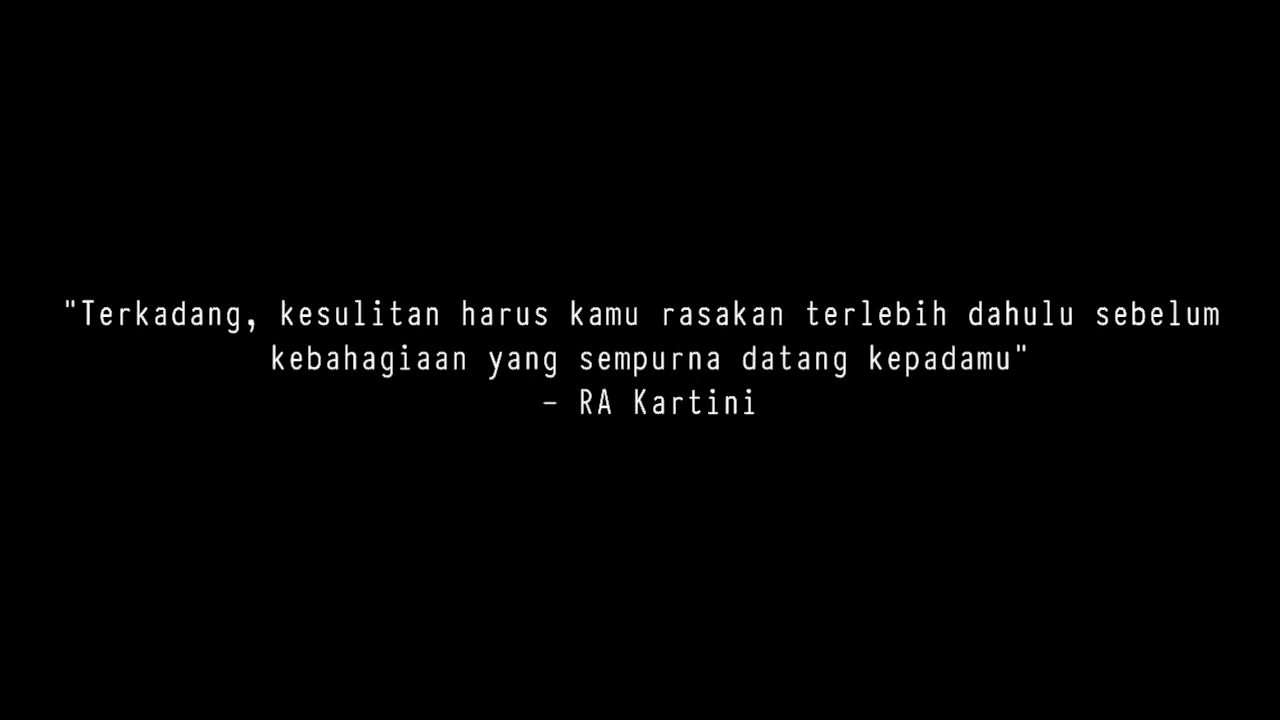 "Terkadang, kesulitan harus kamu rasakan terlebih dahulu sebelum
kebahagiaan yang sempurna datang kepadamu"
– RA Kartini